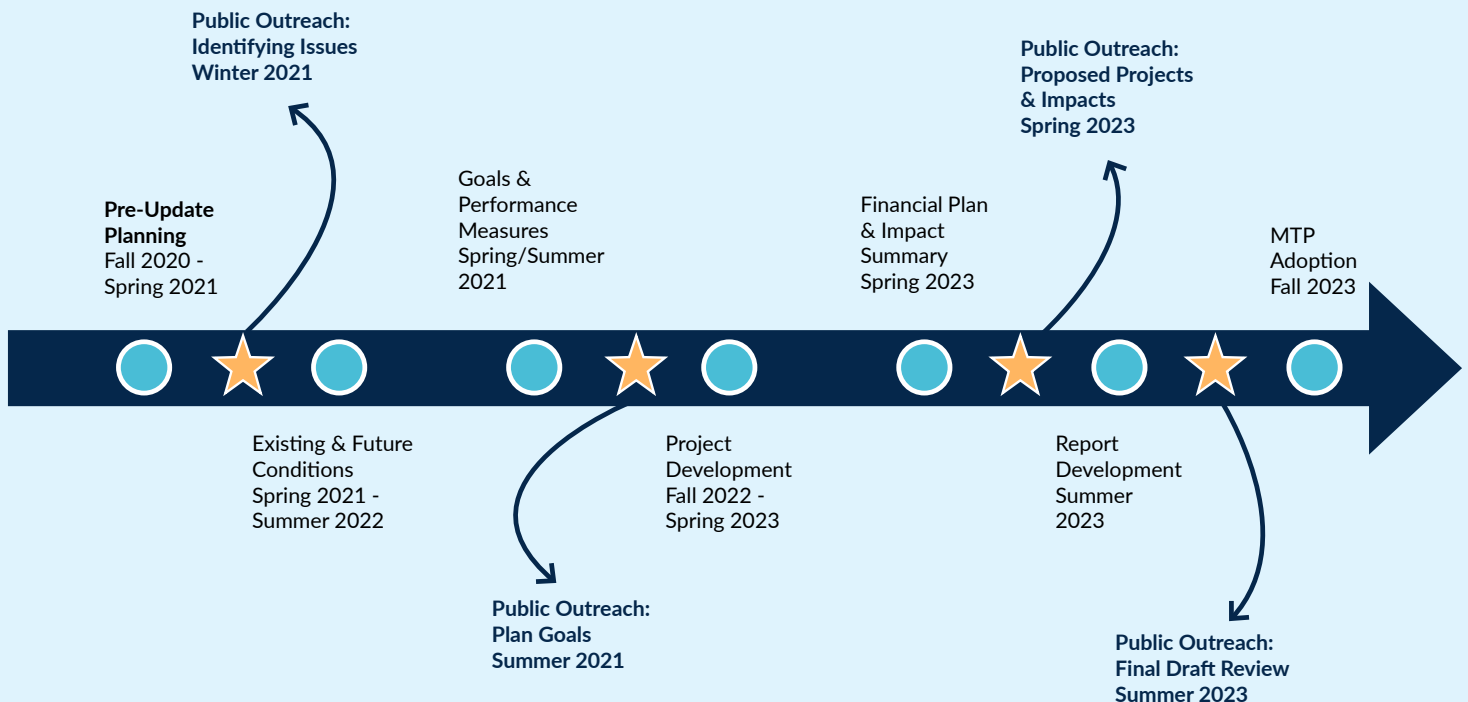 Public Outreach:
Identifying Issues
Winter 2021
Pre-Update
Planning
Fall 2020 -
Spring 2021
Goals &
Performance
Measures
Spring/Summer
2021
Financial Plan
& Impact
Summary
Spring 2023
Public Outreach:
Proposed Projects
& Impacts
Spring 2023
MTP
Adoption
Fall 2023
Existing & Future
Conditions
Spring 2021 -
Summer 2022
Public Outreach:
Plan Goals
Summer 2021
Project
Development
Fall 2022 -
Spring 2023
Report
Development
Summer
2023
Public Outreach:
Final Draft Review
Summer 2023